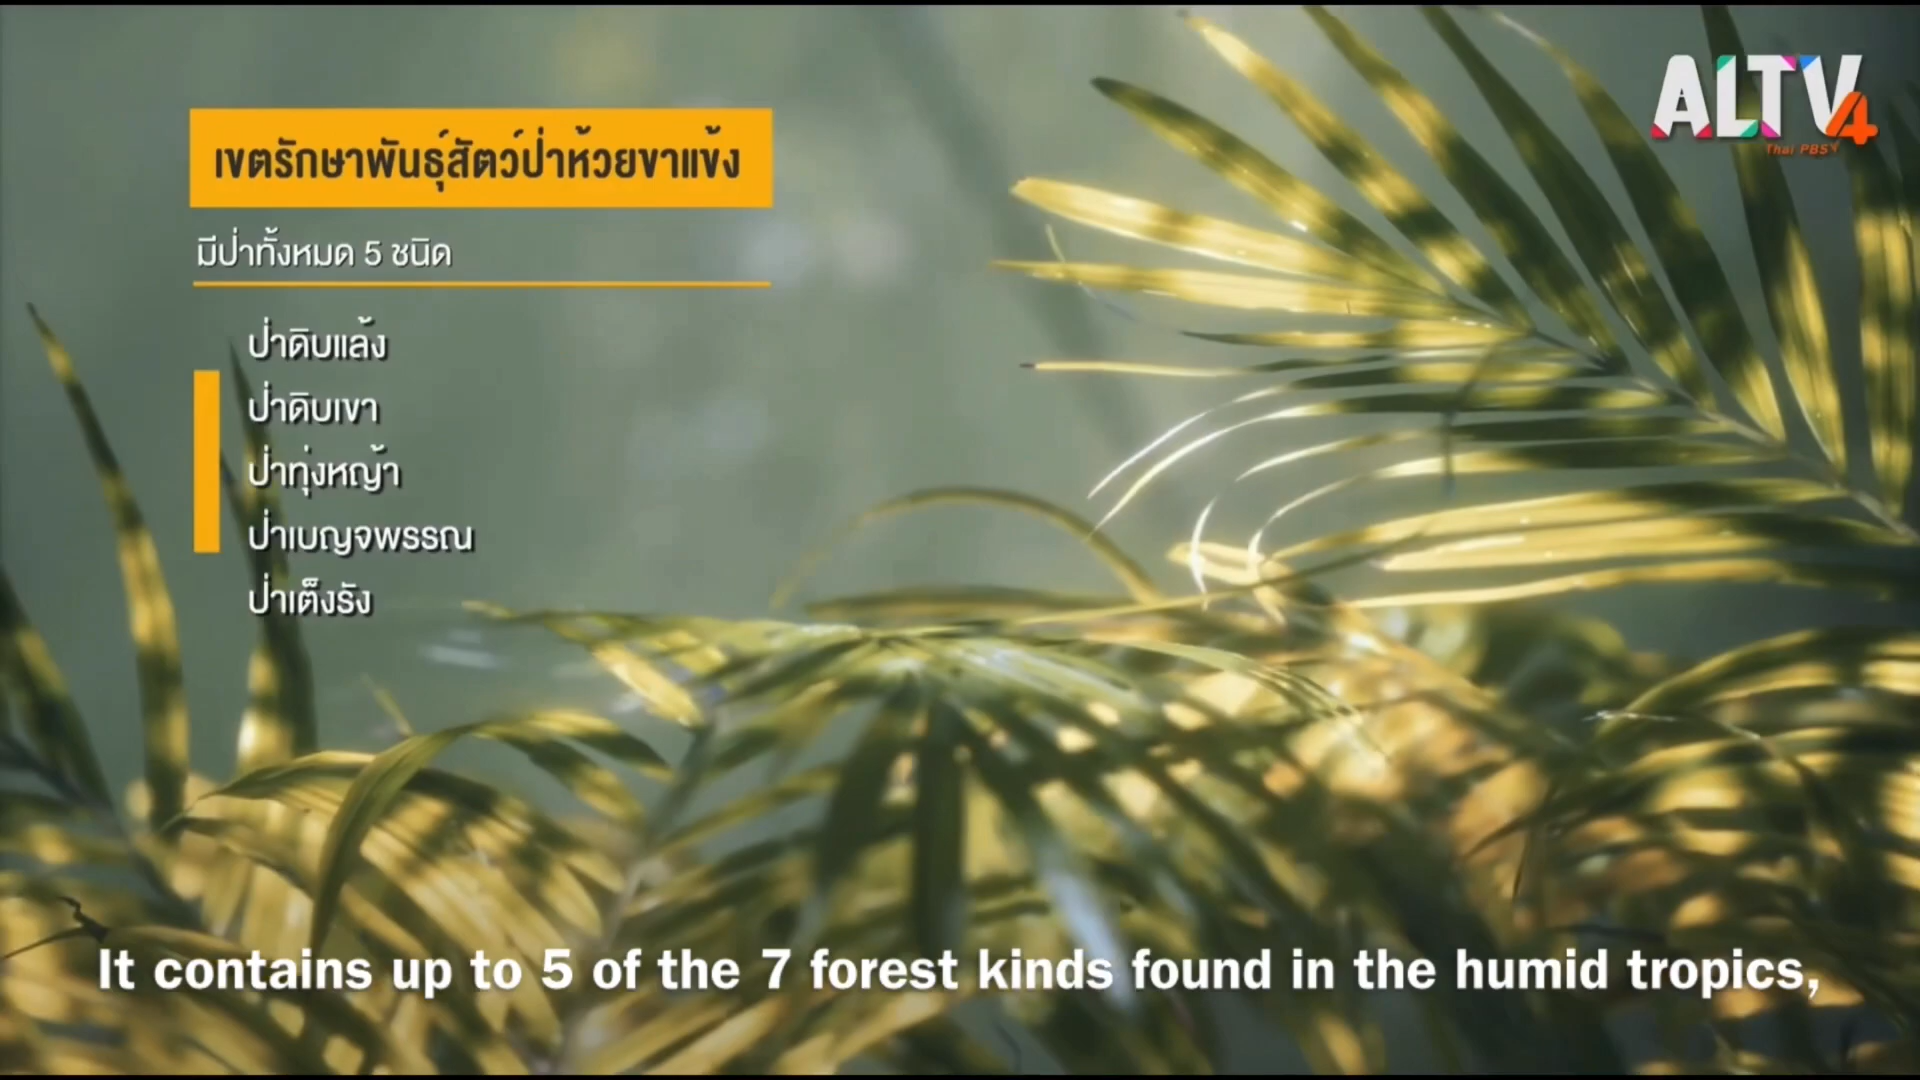 ALTV4
Thai PBS
เขตรักษาพันธุ์สัตว์ป่าห้วยขาแข้ง
มีป่าทั้งหมด 5 ชนิด
ป่าดิบแล้ง
ป่าดิบเขา
ป่าทุ่งหญ้า
ป่าเบญจพรรณ
ป่าเต็งรัง
It contains up to 5 of the 7 forest kinds found in the humid tropics,